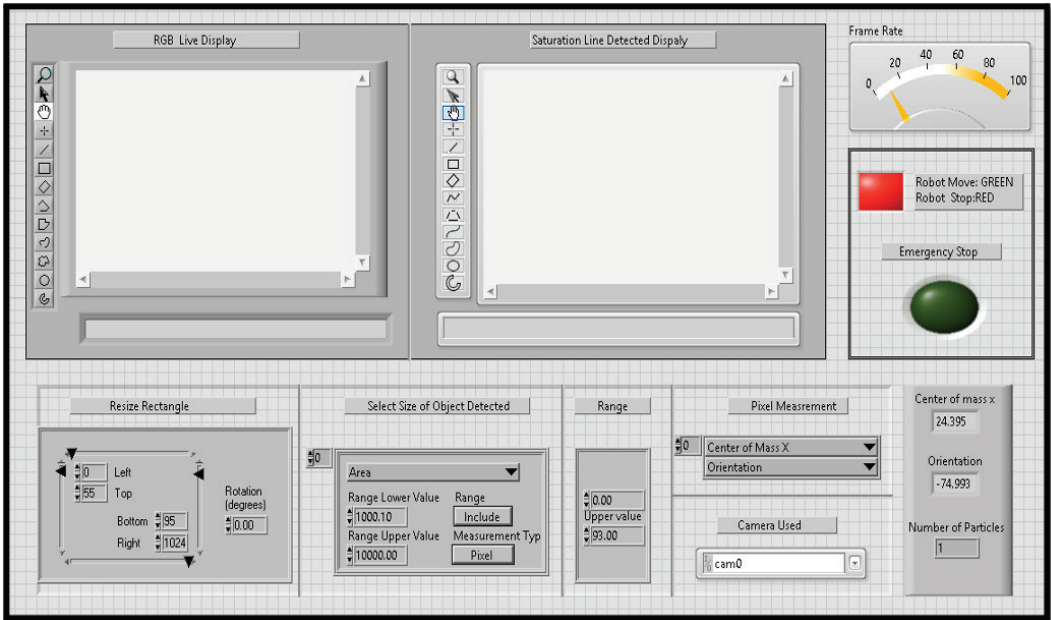 RGB Live Display
Saturation Line Detected Dispaly
Frame Rate
0 20 40 60 80 100
Robot Move: GREEN
Robot Stop:RED
Emergency Stop
Resize Rectangle
0 Left
55 Top
Bottom 95
Right 1024
Rotation
(degrees)
0.00
Select Size of Object Detected
0
Area
Range Lower Value Range
1000.10 Include
Range Upper Value Measurement Typ
10000.00 Pixel
Range
0.00
Upper value
93.00
Pixel Measrement
0 Center of Mass X
Orientation
Camera Used
cam0
Center of mass x
24.395
Orientation
-74.993
Number of Particles
1